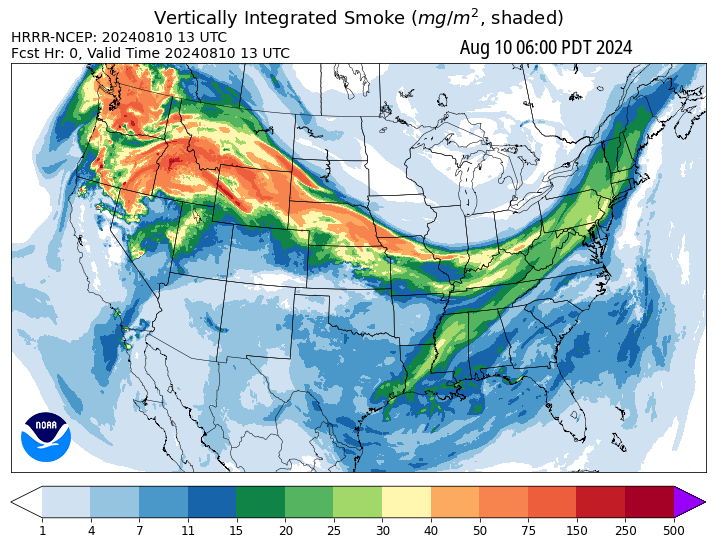 Vertically Integrated Smoke (mg/m², shaded)
HRRR-NCEP: 20240810 13 UTC
Fcst Hr: 0, Valid Time 20240810 13 UTC
Aug 10 06:00 PDT 2024
NOAA
1 4 7 11 15 20 25 30 40 50 75 150 250 500